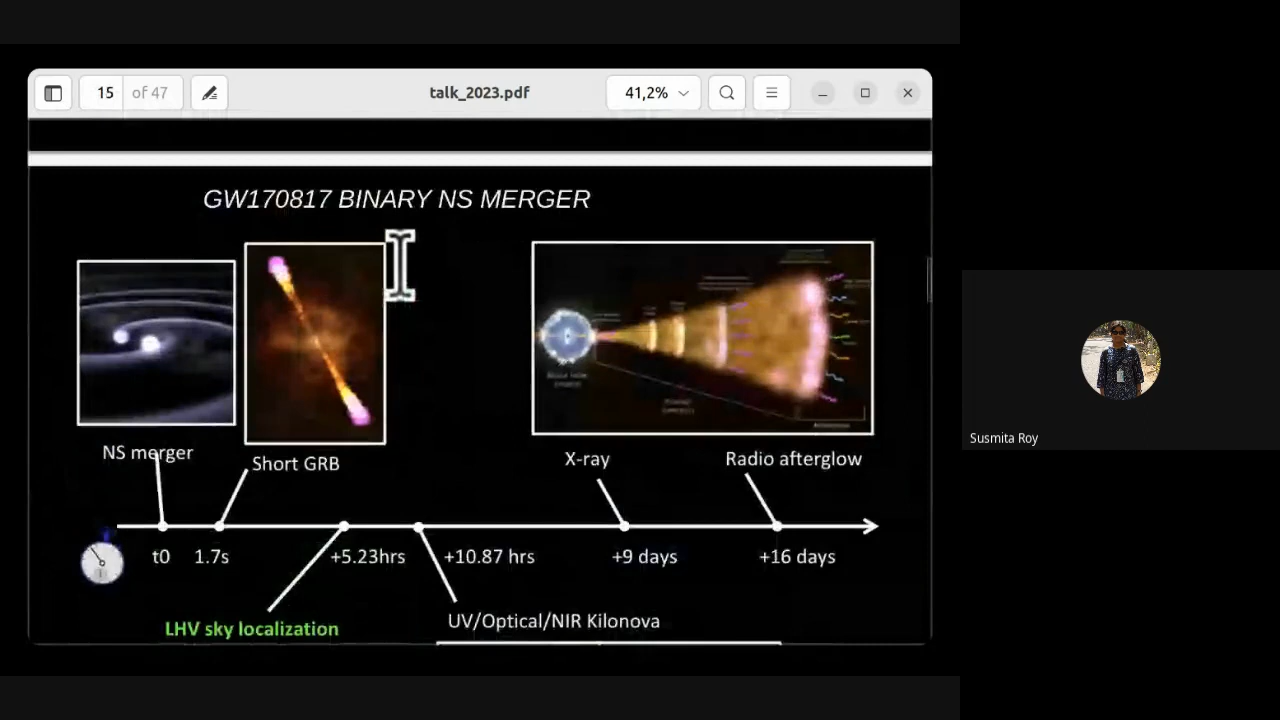 15 of 47
talk_2023.pdf
41,2%
GW170817 BINARY NS MERGER
NS merger
Short GRB
X-ray
Radio afterglow
t0
1.7s
+5.23hrs
+10.87 hrs
+9 days
+16 days
LHV sky localization
UV/Optical/NIR Kilonova
Susmita Roy